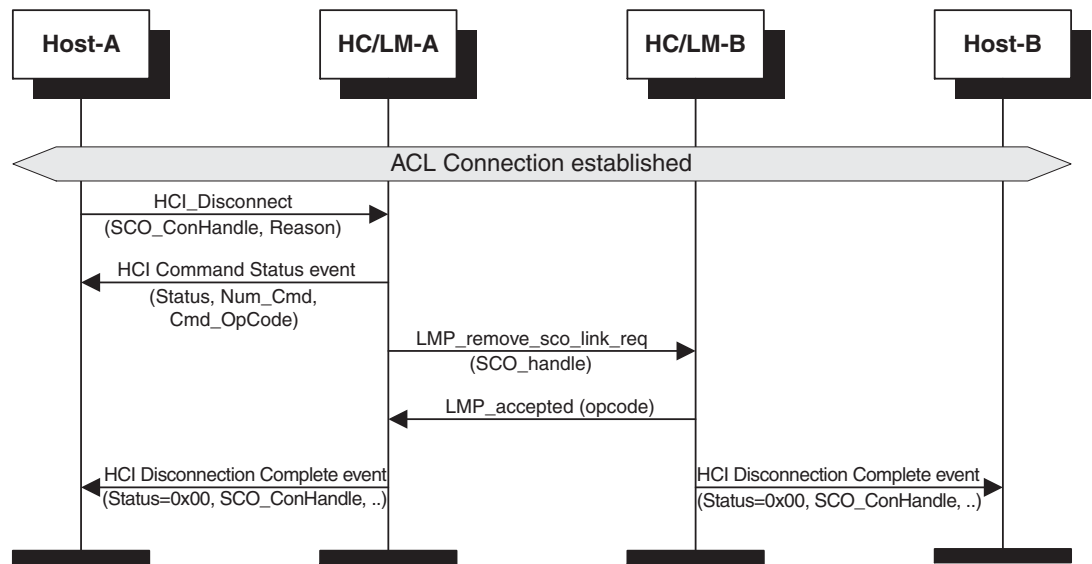 Host-A
HC/LM-A
HC/LM-B
Host-B
ACL Connection established
HCI_Disconnect
(SCO_ConHandle, Reason)
HCI Command Status event
(Status, Num_Cmd,
Cmd_OpCode)
LMP_remove_sco_link_req
(SCO_handle)
LMP_accepted (opcode)
HCI Disconnection Complete event
(Status=0x00, SCO_ConHandle, ..)
HCI Disconnection Complete event
(Status=0x00, SCO_ConHandle, ..)